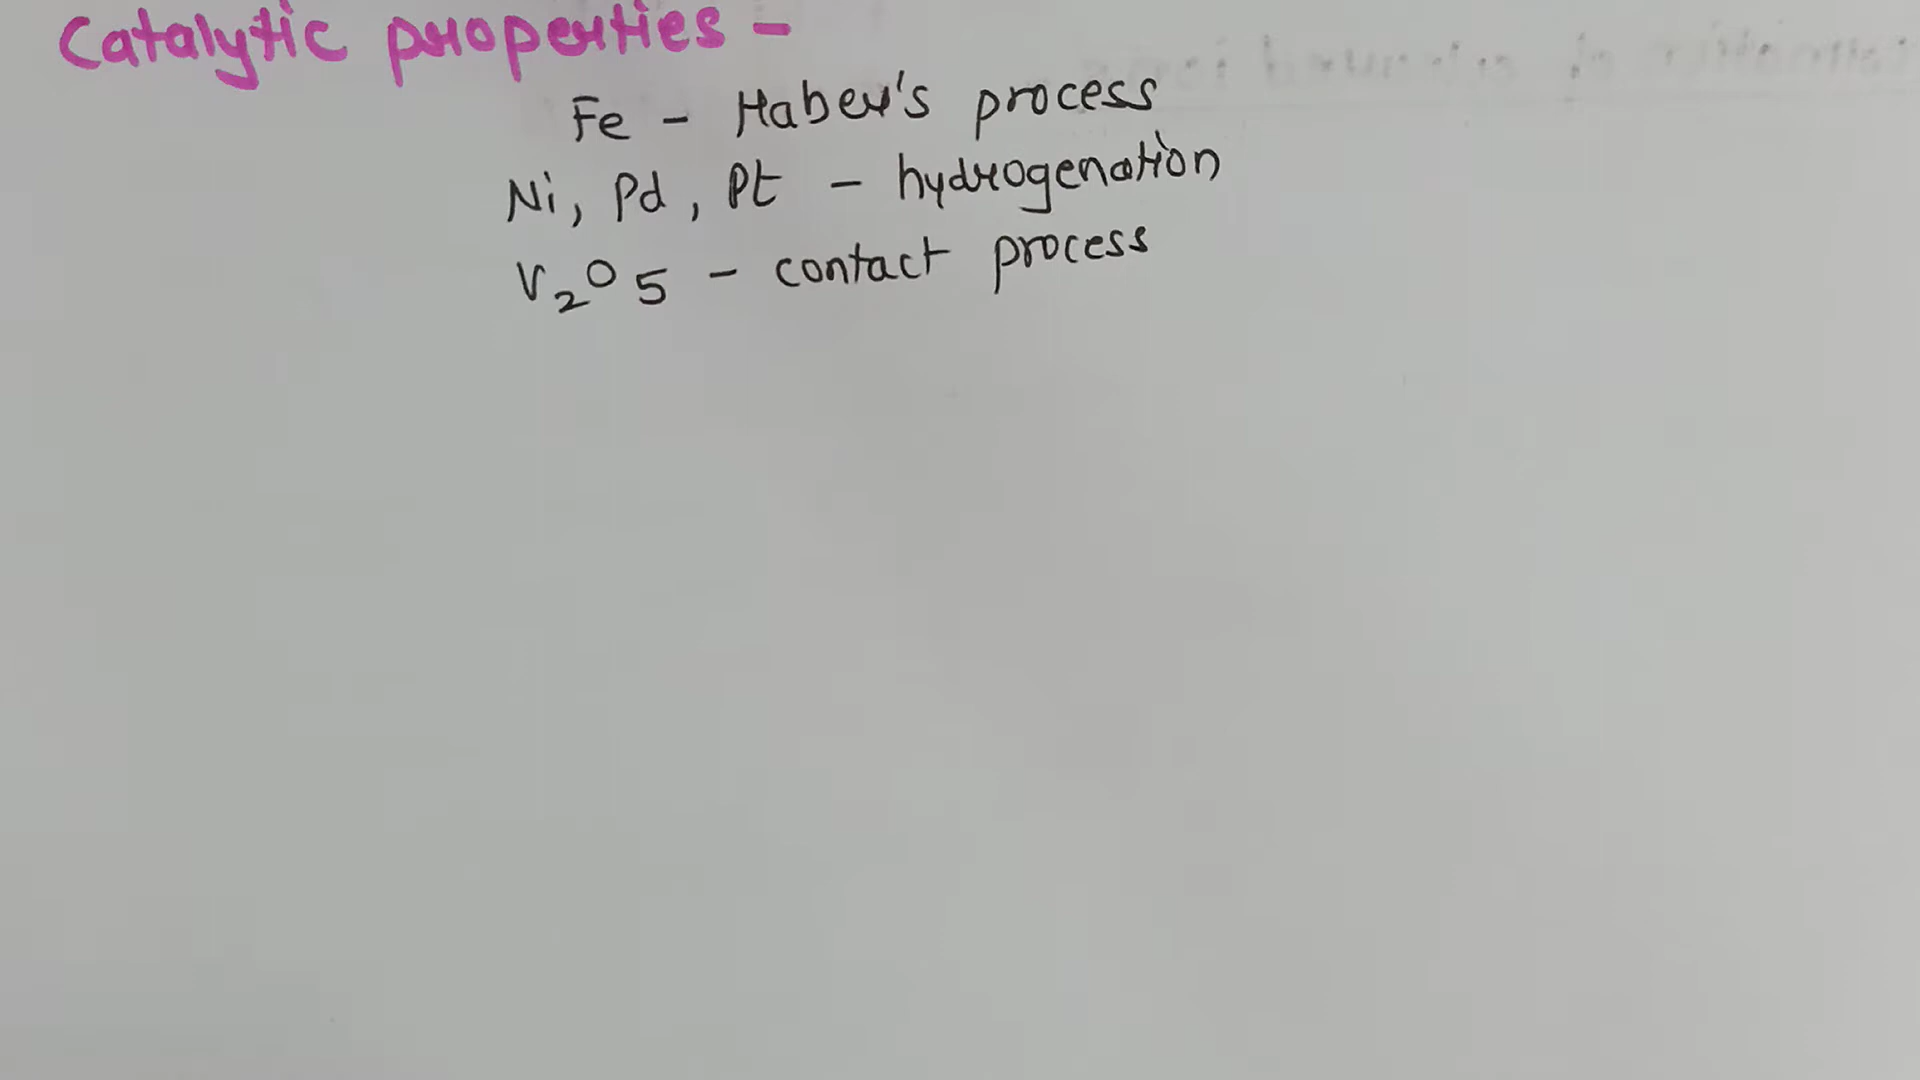 Catalytic properties -
Fe - Haber's process
Ni, Pd, Pt - hydrogenation
V2O5 - contact process